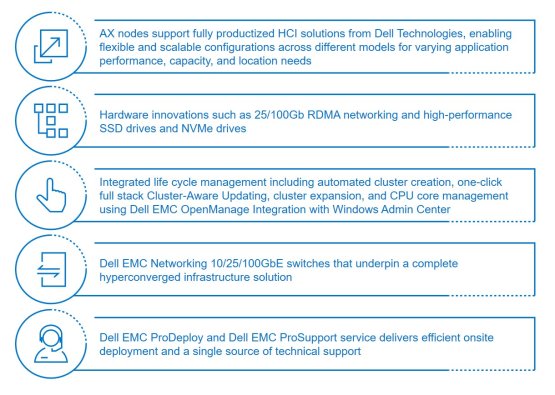 AX nodes support fully productized HCI solutions from Dell Technologies, enabling
flexible and scalable configurations across different models for varying application
performance, capacity, and location needs
Hardware innovations such as 25/100Gb RDMA networking and high-performance
SSD drives and NVMe drives
Integrated life cycle management including automated cluster creation, one-click
full stack Cluster-Aware Updating, cluster expansion, and CPU core management
using Dell EMC OpenManage Integration with Windows Admin Center
Dell EMC Networking 10/25/100GbE switches that underpin a complete
hyperconverged infrastructure solution
Dell EMC ProDeploy and Dell EMC ProSupport service delivers efficient onsite
deployment and a single source of technical support